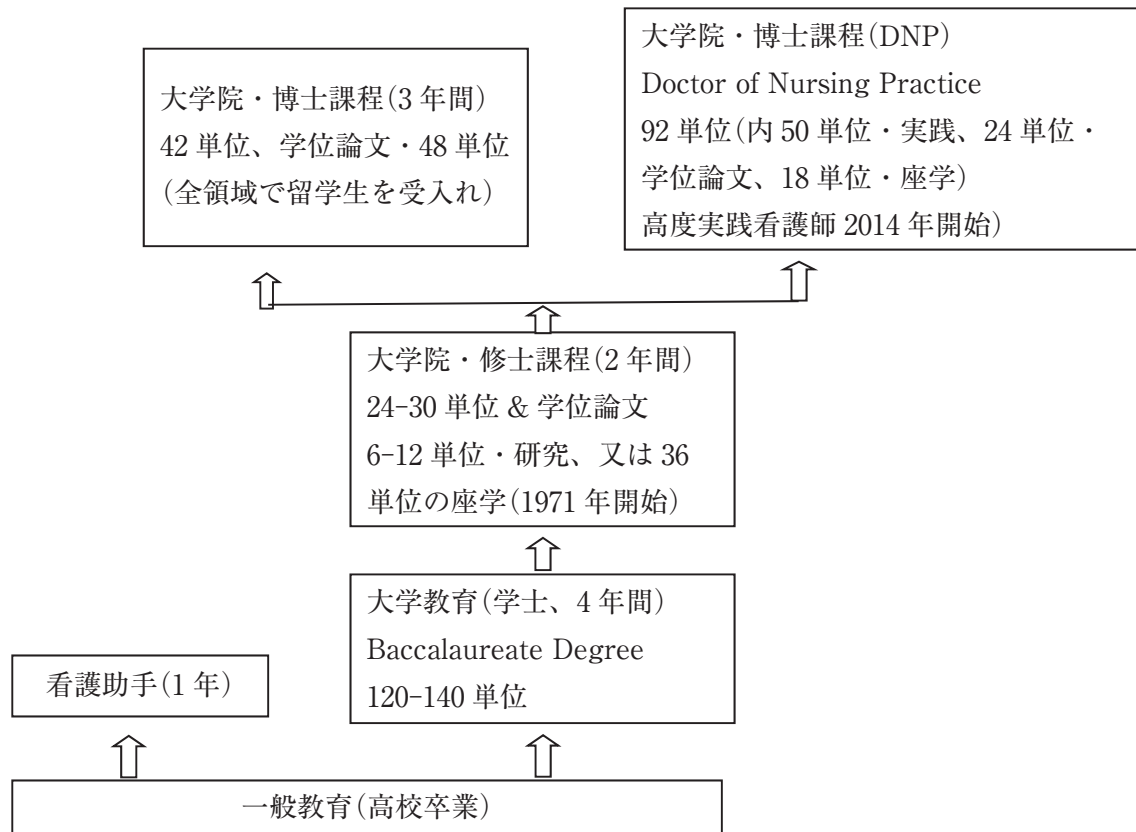 大学院・博士課程(3年間)
42単位、学位論文・48単位
(全領域で留学生を受入れ)
大学院・博士課程(DNP)
Doctor of Nursing Practice
92単位(内50単位・実践、24単位・
学位論文、18単位・座学)
高度実践看護師2014年開始)
大学院・修士課程(2年間)
24-30単位 & 学位論文
6-12単位・研究、又は36
単位の座学(1971年開始)
大学教育(学士、4年間)
Baccalaureate Degree
120-140単位
看護助手(1年)
一般教育(高校卒業)